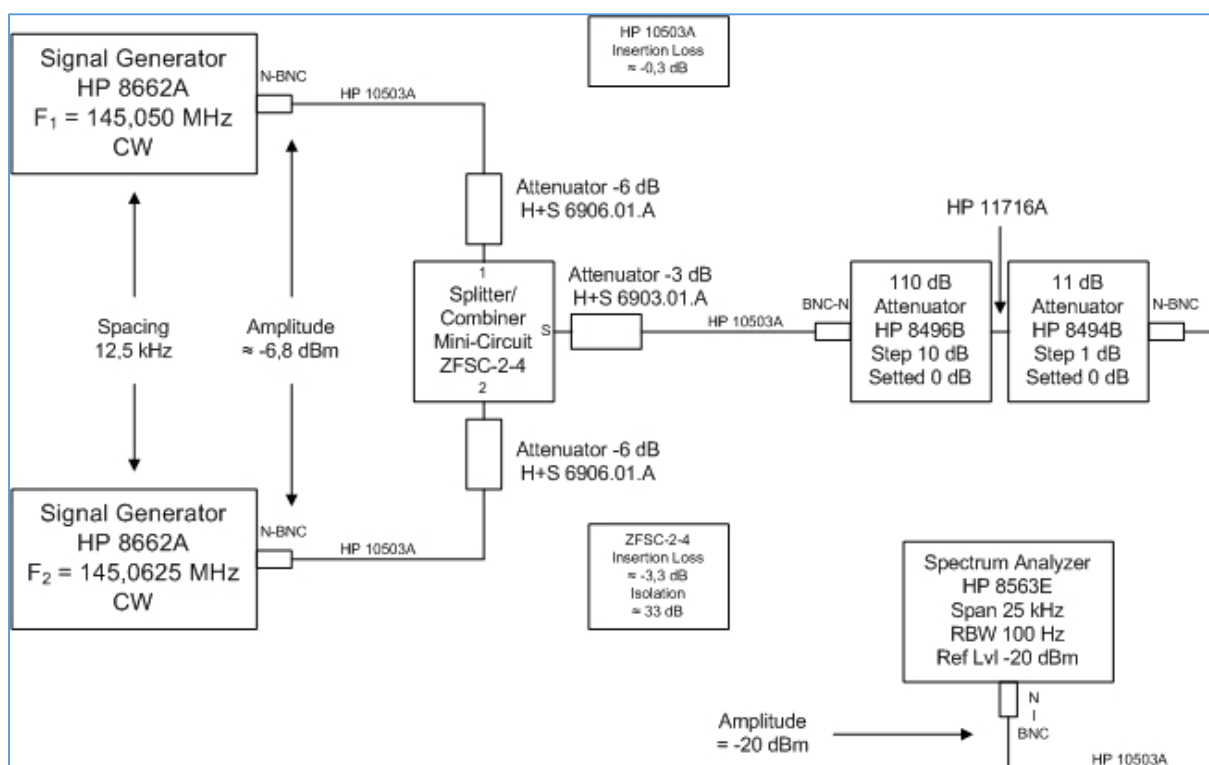 HP 10503A
Insertion Loss
≈ -0,3 dB
Signal Generator
HP 8662A
F₁ = 145,050 MHz
CW
N-BNC
HP 10503A
Attenuator -6 dB
H+S 6906.01.A
Spacing
12,5 kHz
Amplitude
≈ -6,8 dBm
1
Splitter/
Combiner
Mini-Circuit
ZFSC-2-4
S
2
Attenuator -3 dB
H+S 6903.01.A
HP 10503A
HP 11716A
BNC-N
110 dB
Attenuator
HP 8496B
Step 10 dB
Setted 0 dB
11 dB
Attenuator
HP 8494B
Step 1 dB
Setted 0 dB
N-BNC
Attenuator -6 dB
H+S 6906.01.A
Signal Generator
HP 8662A
F₂ = 145,0625 MHz
CW
N-BNC
HP 10503A
ZFSC-2-4
Insertion Loss
≈ -3,3 dB
Isolation
≈ 33 dB
Spectrum Analyzer
HP 8563E
Span 25 kHz
RBW 100 Hz
Ref Lvl -20 dBm
N
I
BNC
Amplitude
= -20 dBm
HP 10503A